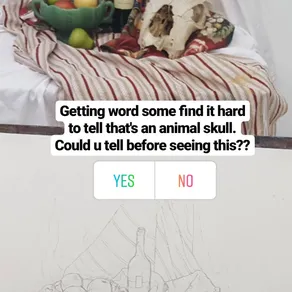 Getting word some find it hard
to tell that's an animal skull.
Could u tell before seeing this??
YES NO